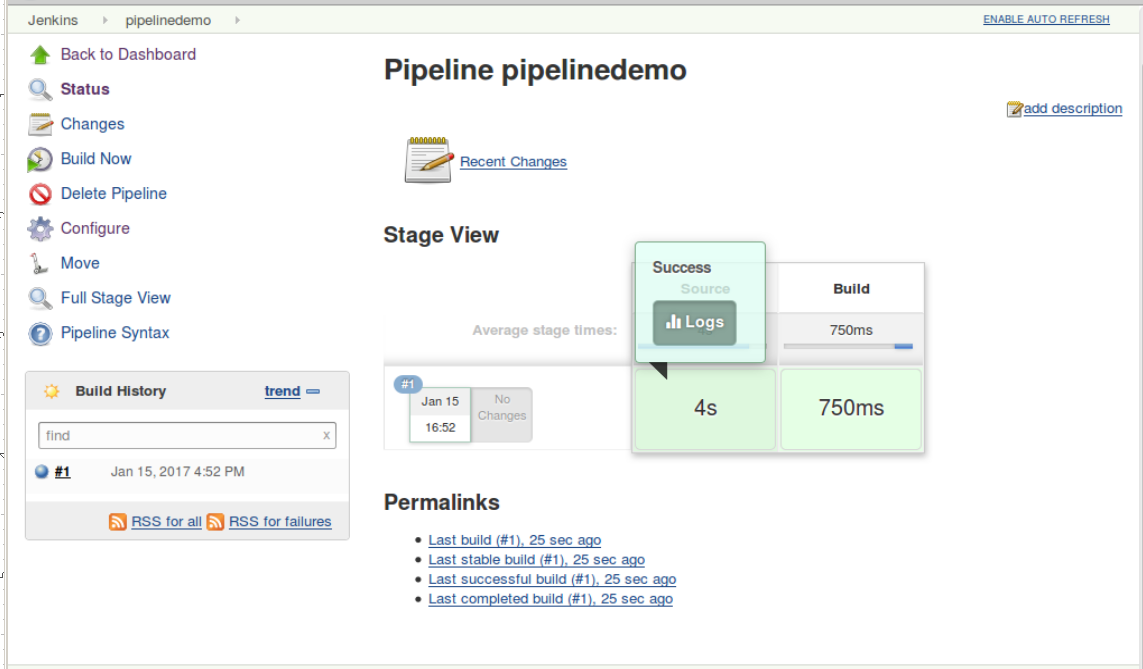 Jenkins pipelinedemo ENABLE AUTO REFRESH
Back to Dashboard
Status
Changes
Build Now
Delete Pipeline
Configure
Move
Full Stage View
Pipeline Syntax
Build History trend
find x
#1 Jan 15, 2017 4:52 PM
RSS for all RSS for failures
Pipeline pipelinedemo
add description
Recent Changes
Stage View
Success
Source Build
Logs
Average stage times: 750ms
#1
Jan 15 No
Changes
16:52
4s 750ms
Permalinks
Last build (#1), 25 sec ago
Last stable build (#1), 25 sec ago
Last successful build (#1), 25 sec ago
Last completed build (#1), 25 sec ago